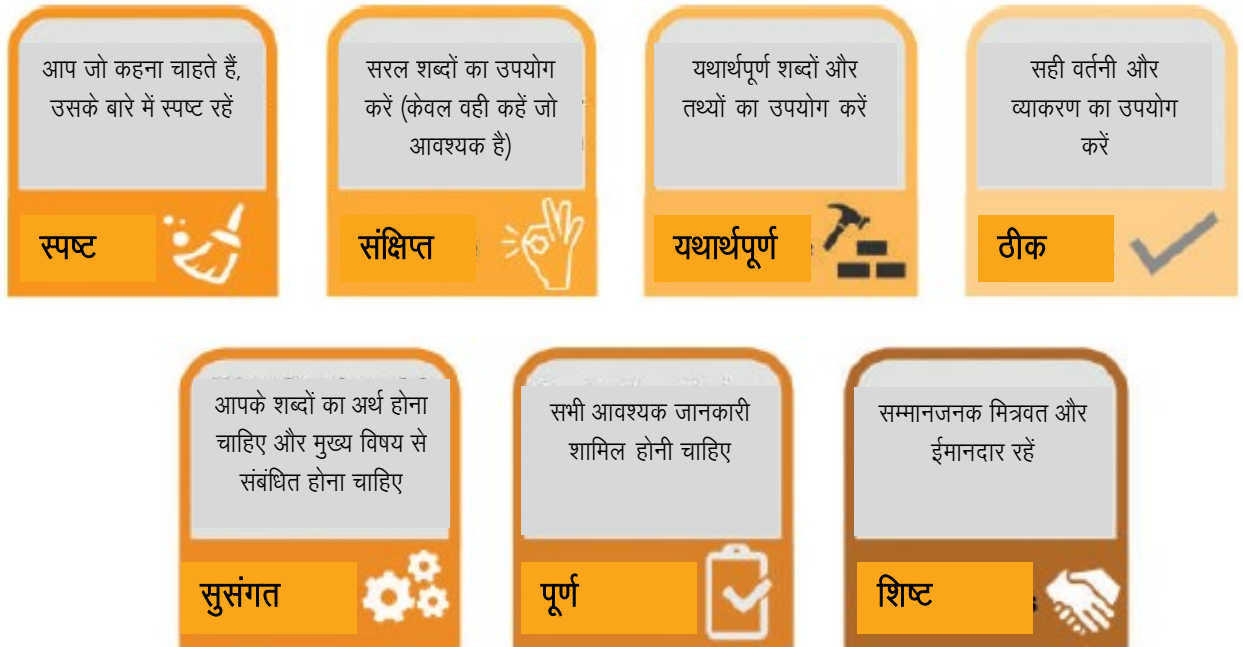 आप जो कहना चाहते हैं,
उसके बारे में स्पष्ट रहें
स्पष्ट
सरल शब्दों का उपयोग
करें (केवल वही कहें जो
आवश्यक है)
संक्षिप्त
यथार्थपूर्ण शब्दों और
तथ्यों का उपयोग करें
यथार्थपूर्ण
सही वर्तनी और
व्याकरण का उपयोग
करें
ठीक
आपके शब्दों का अर्थ होना
चाहिए और मुख्य विषय से
संबंधित होना चाहिए
सुसंगत
सभी आवश्यक जानकारी
शामिल होनी चाहिए
पूर्ण
सम्मानजनक मित्रवत और
ईमानदार रहें
शिष्ट